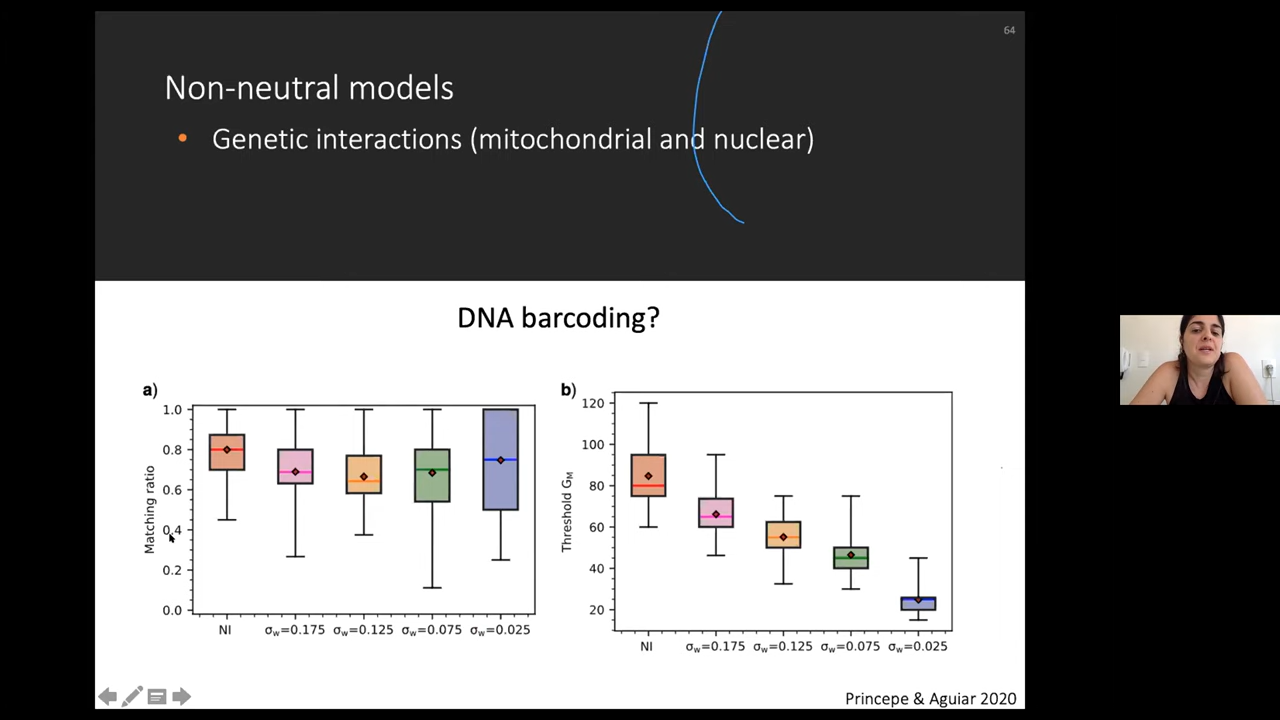 64
Non-neutral models
• Genetic interactions (mitochondrial and nuclear)
DNA barcoding?
a)
1.0
0.8
0.6
0.4
0.2
0.0
Matching ratio
NI σw=0.175 σw=0.125 σw=0.075 σw=0.025
b)
120
100
80
60
40
20
Threshold GM
NI σw=0.175 σw=0.125 σw=0.075 σw=0.025
Princepe & Aguiar 2020